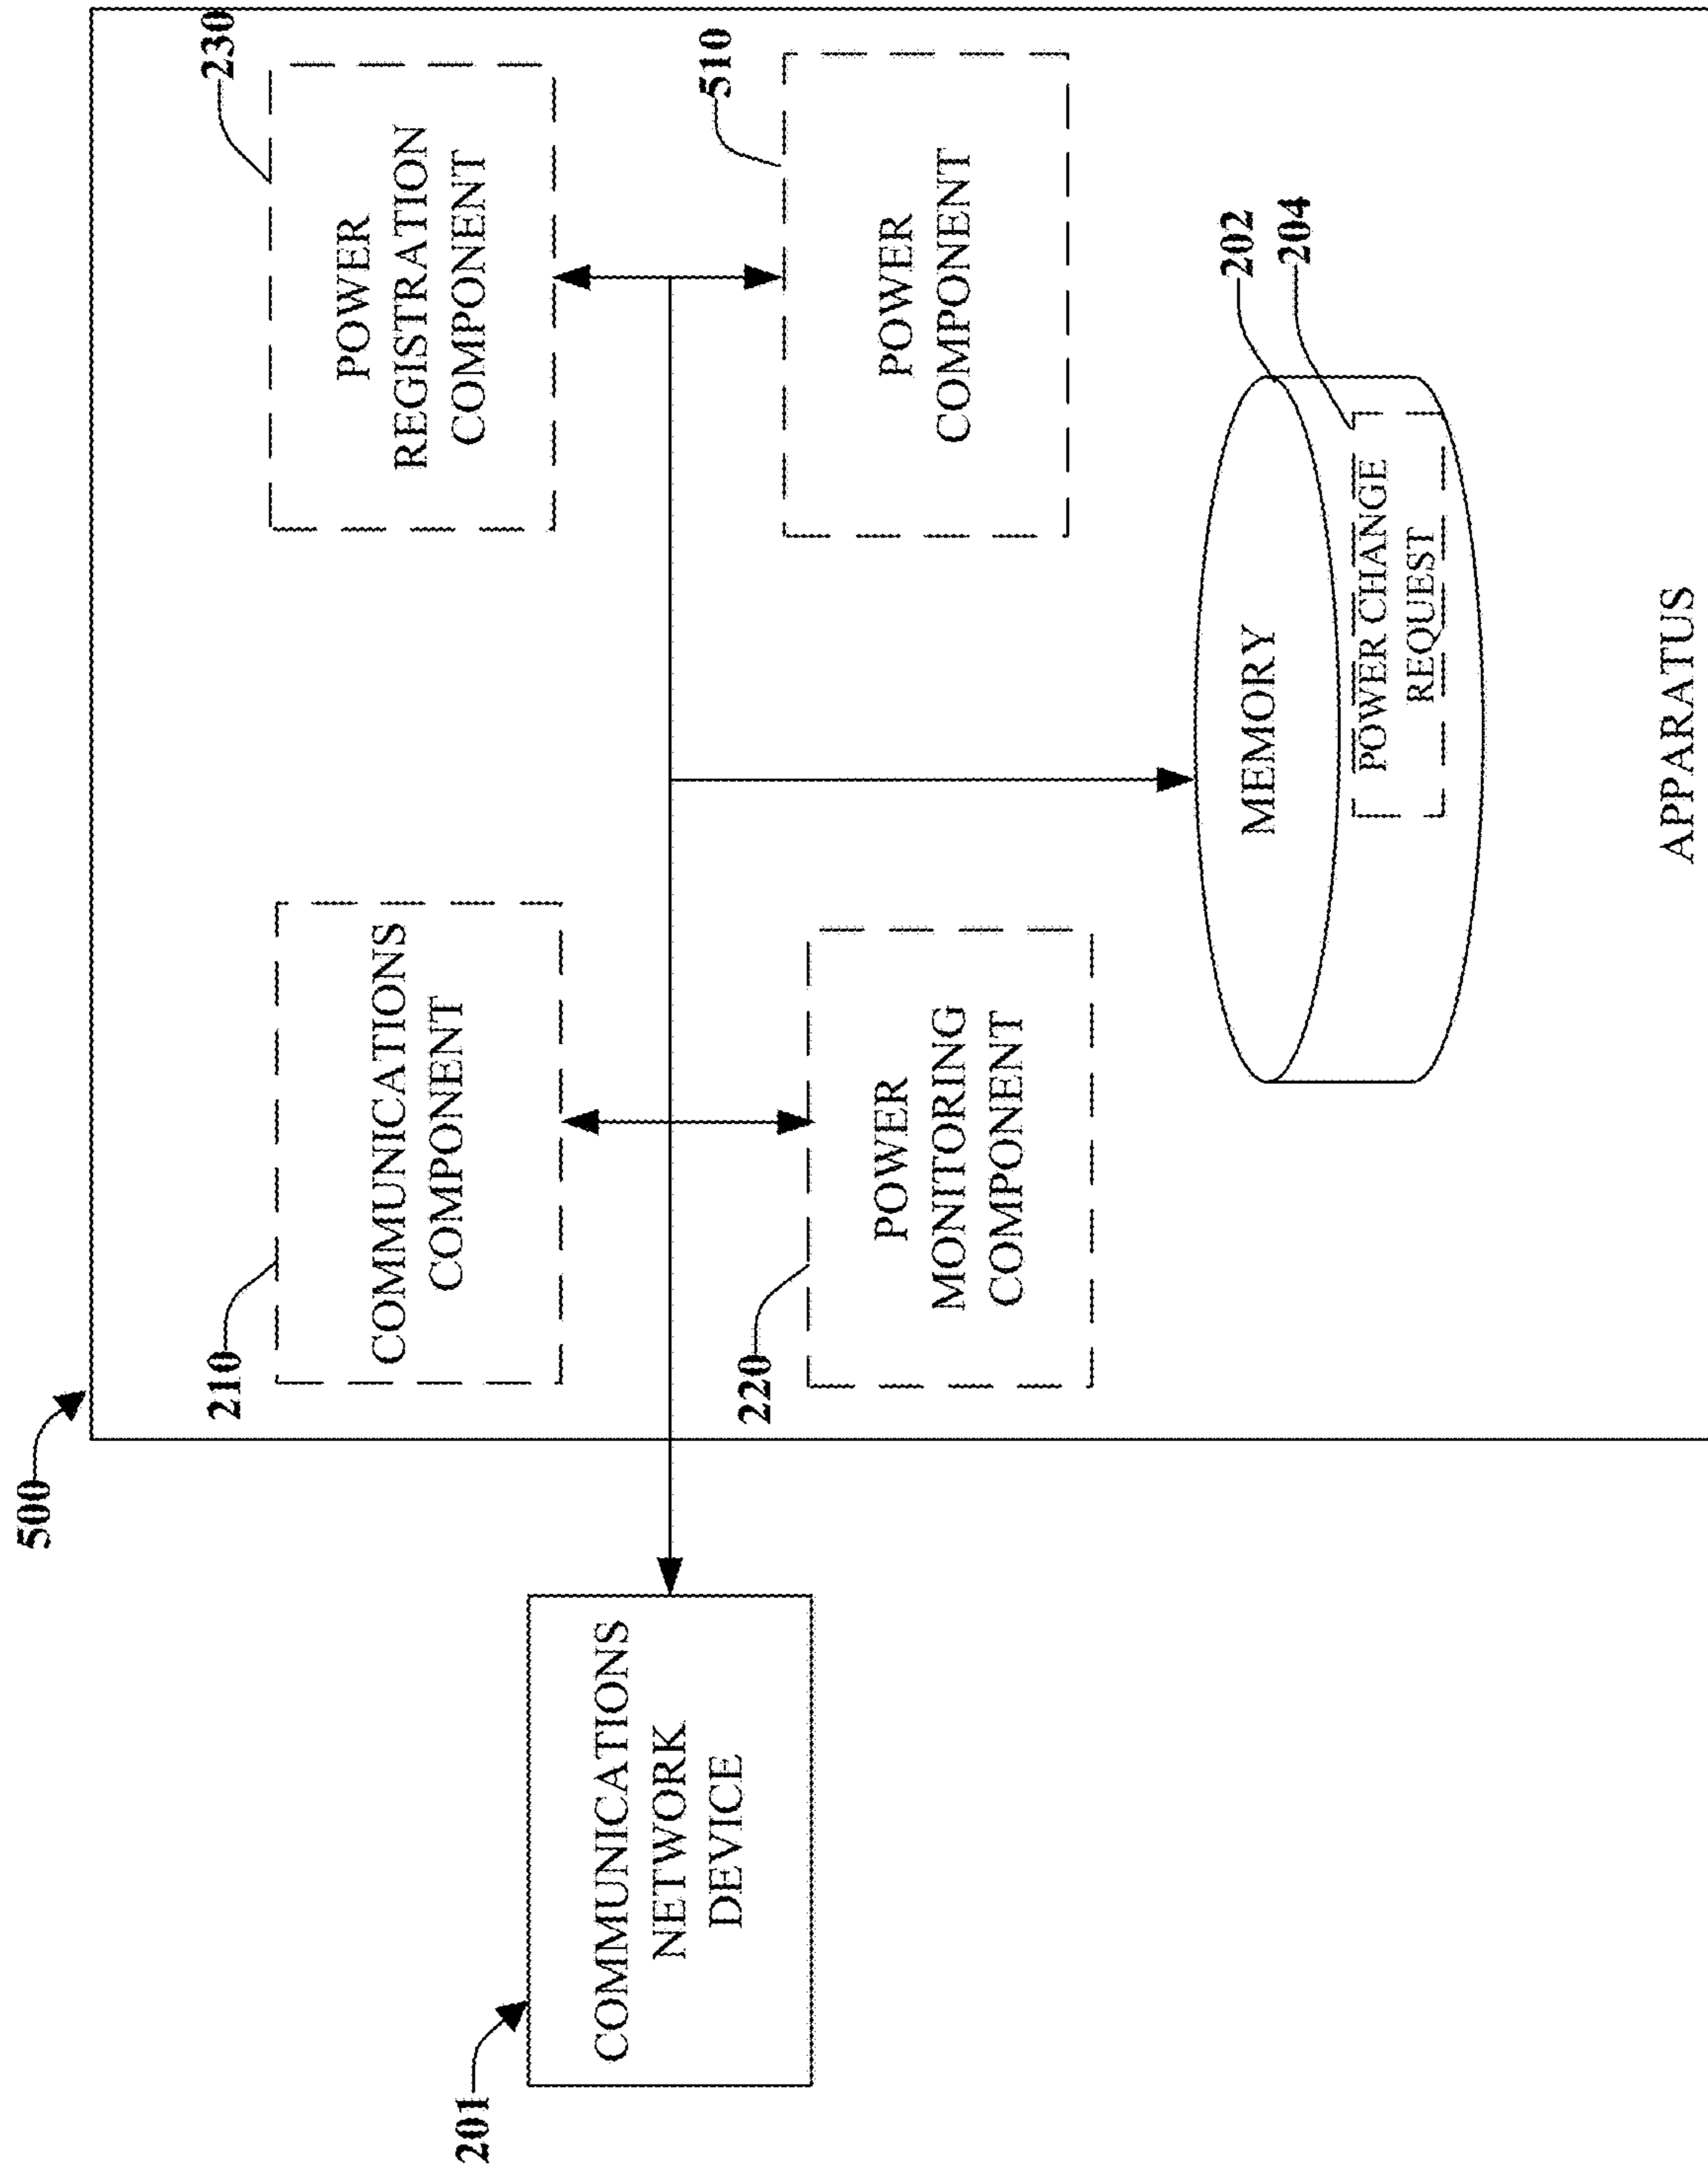 500
201
COMMUNICATIONS
NETWORK
DEVICE
210
COMMUNICATIONS
COMPONENT
230
POWER
REGISTRATION
COMPONENT
220
POWER
MONITORING
COMPONENT
510
POWER
COMPONENT
202
204
MEMORY
POWER CHANGE
REQUEST
APPARATUS